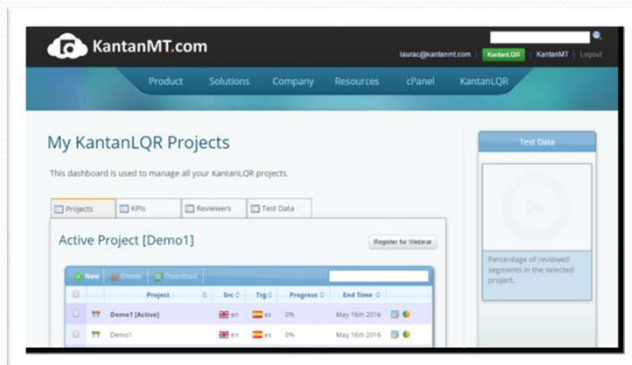 KantanMT.com
laurac@kantanmt.com | KantanLQR | KantanMT | Logout
Product Solutions Company Resources cPanel KantanLQR
My KantanLQR Projects
Test Data
This dashboard is used to manage all your KantanLQR projects.
Projects KPIs Reviewers Test Data
Active Project [Demo1]
Register for Webinar
New Delete Download
Project Src Trg Progress End Time
Demo1 [Active] en es 0% May 16th 2016
Demo1 en es 0% May 16th 2016
Percentage of reviewed
segments in the selected
project.